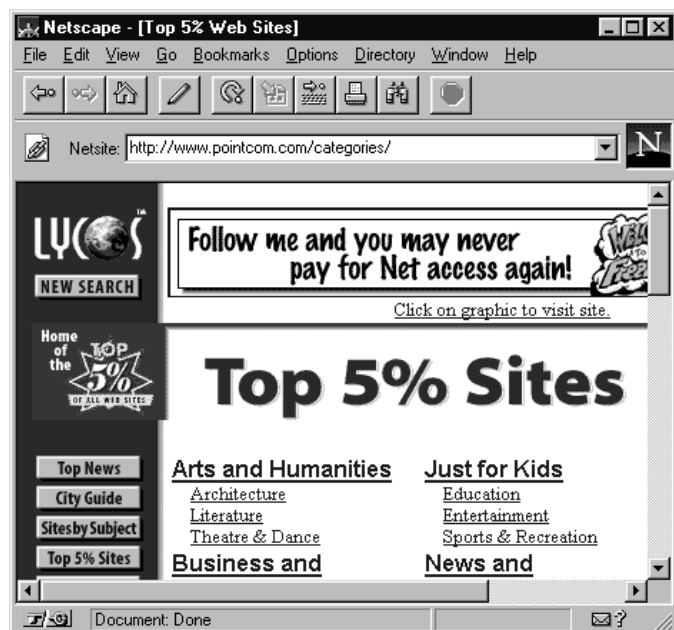 Netscape - [Top 5% Web Sites]
File Edit View Go Bookmarks Options Directory Window Help
Netsite: http://www.pointcom.com/categories/
N
LYCOS™
NEW SEARCH
Follow me and you may never
pay for Net access again!
WELCOME TO Freeloader
Click on graphic to visit site.
Home
of
the
TOP
5%
OF ALL WEB SITES
Top 5% Sites
Top News
City Guide
Sites by Subject
Top 5% Sites
Arts and Humanities
Architecture
Literature
Theatre & Dance
Business and
Just for Kids
Education
Entertainment
Sports & Recreation
News and
Document: Done
?